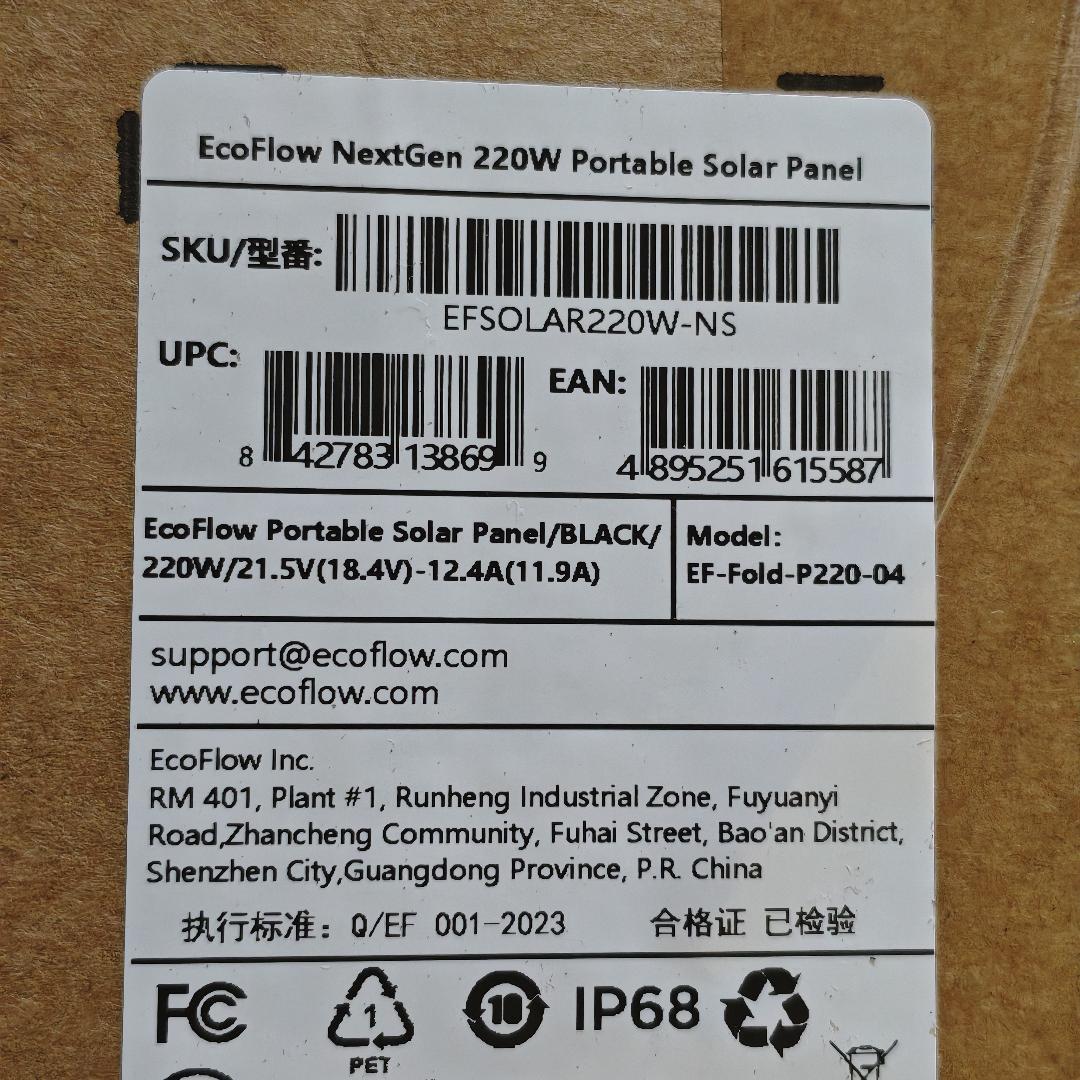 EcoFlow NextGen 220W Portable Solar Panel
SKU/型番:
EFSOLAR220W-NS
UPC:
8 42783 13869 9
EAN:
4 895251 615587
EcoFlow Portable Solar Panel/BLACK/
220W/21.5V(18.4V)-12.4A(11.9A)
Model:
EF-Fold-P220-04
support@ecoflow.com
www.ecoflow.com
EcoFlow Inc.
RM 401, Plant #1, Runheng Industrial Zone, Fuyuanyi
Road,Zhancheng Community, Fuhai Street, Bao'an District,
Shenzhen City,Guangdong Province, P.R. China
执行标准: Q/EF 001-2023 合格证 已检验
FC 1 10 IP68
PET